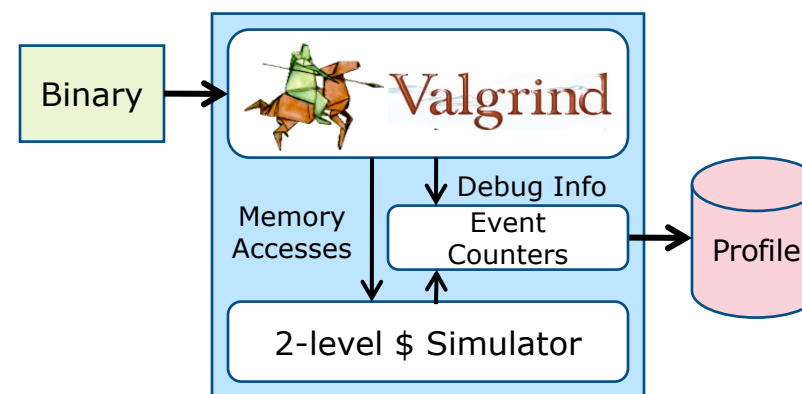 Binary
Valgrind
Debug Info
Memory
Accesses
Event
Counters
Profile
2-level $ Simulator